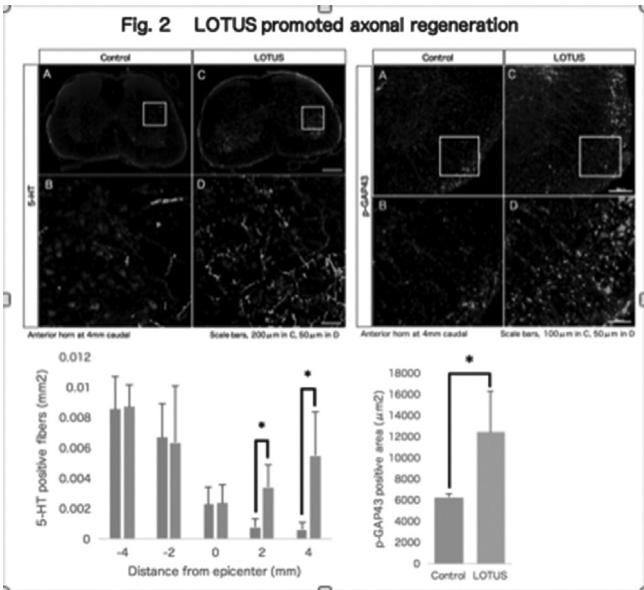 Fig. 2 LOTUS promoted axonal regeneration
Control LOTUS
5-HT
A C
B D
Anterior horn at 4mm caudal Scale bars, 200μm in C, 50μm in D
Control LOTUS
p-GAP43
A C
B D
Anterior horn at 4mm caudal Scale bars, 100μm in C, 50μm in D
5-HT positive fibers (mm2)
0.012
0.01
0.008
0.006
0.004
0.002
0
* *
-4 -2 0 2 4
Distance from epicenter (mm)
p-GAP43 positive area (μm2)
18000
16000
14000
12000
10000
8000
6000
4000
2000
0
*
Control LOTUS